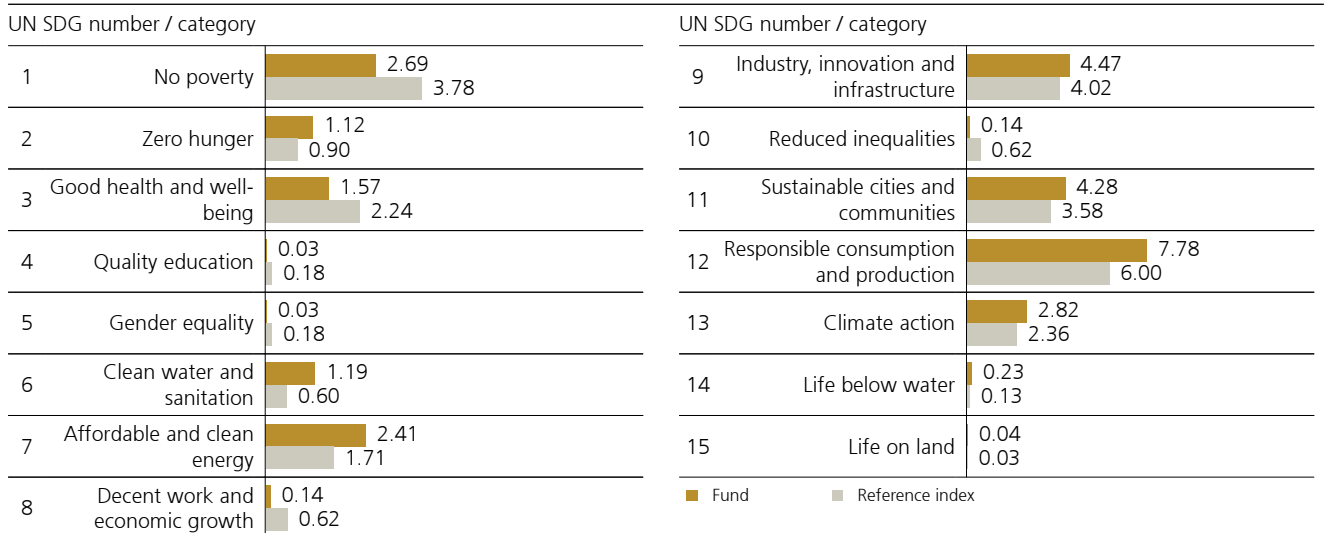 UN SDG number / category
1
No poverty
2.69
3.78
2
Zero hunger
1.12
0.90
3
Good health and well-
being
1.57
2.24
4
Quality education
0.03
0.18
5
Gender equality
0.03
0.18
6
Clean water and
sanitation
1.19
0.60
7
Affordable and clean
energy
2.41
1.71
8
Decent work and
economic growth
0.14
0.62
UN SDG number / category
9
Industry, innovation and
infrastructure
4.47
4.02
10
Reduced inequalities
0.14
0.62
11
Sustainable cities and
communities
4.28
3.58
12
Responsible consumption
and production
7.78
6.00
13
Climate action
2.82
2.36
14
Life below water
0.23
0.13
15
Life on land
0.04
0.03
Fund
Reference index